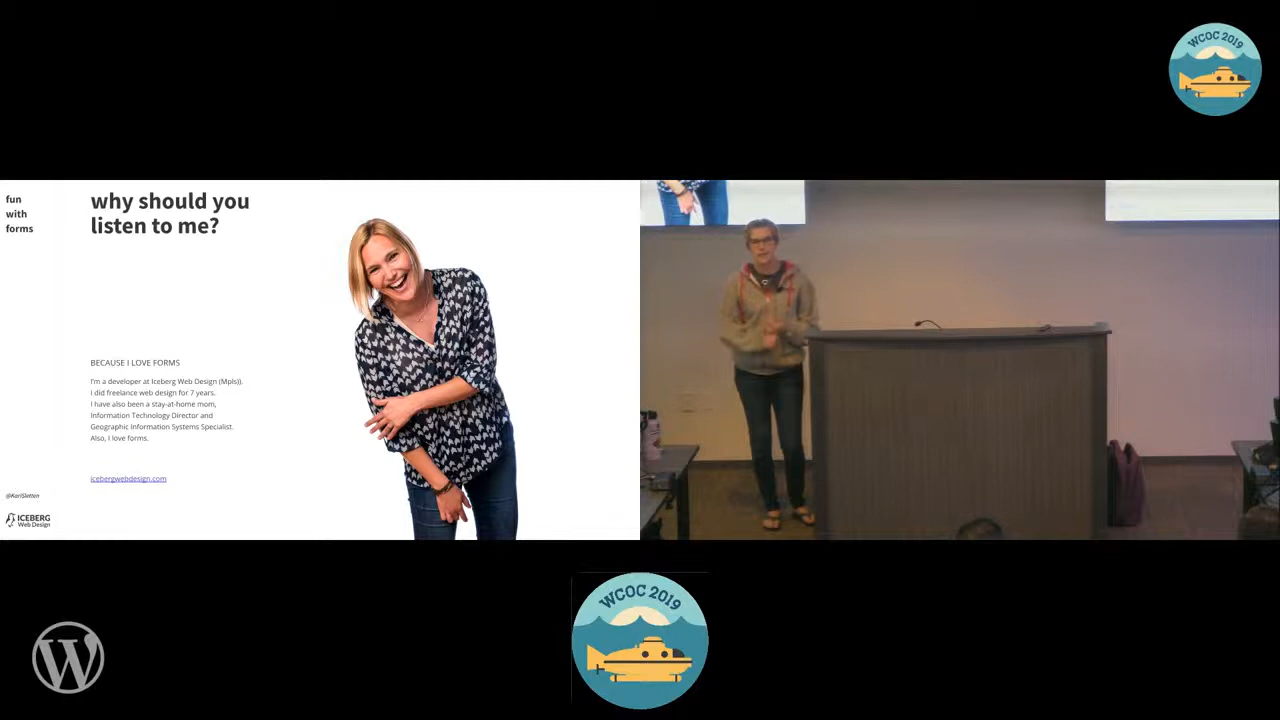 WCOC 2019
fun
with
forms
why should you
listen to me?
BECAUSE I LOVE FORMS
I'm a developer at Iceberg Web Design (Mpls)).
I did freelance web design for 7 years.
I have also been a stay-at-home mom,
Information Technology Director and
Geographic Information Systems Specialist.
Also, I love forms.
icebergwebdesign.com
@KariSletten
ICEBERG
Web Design
W
WCOC 2019